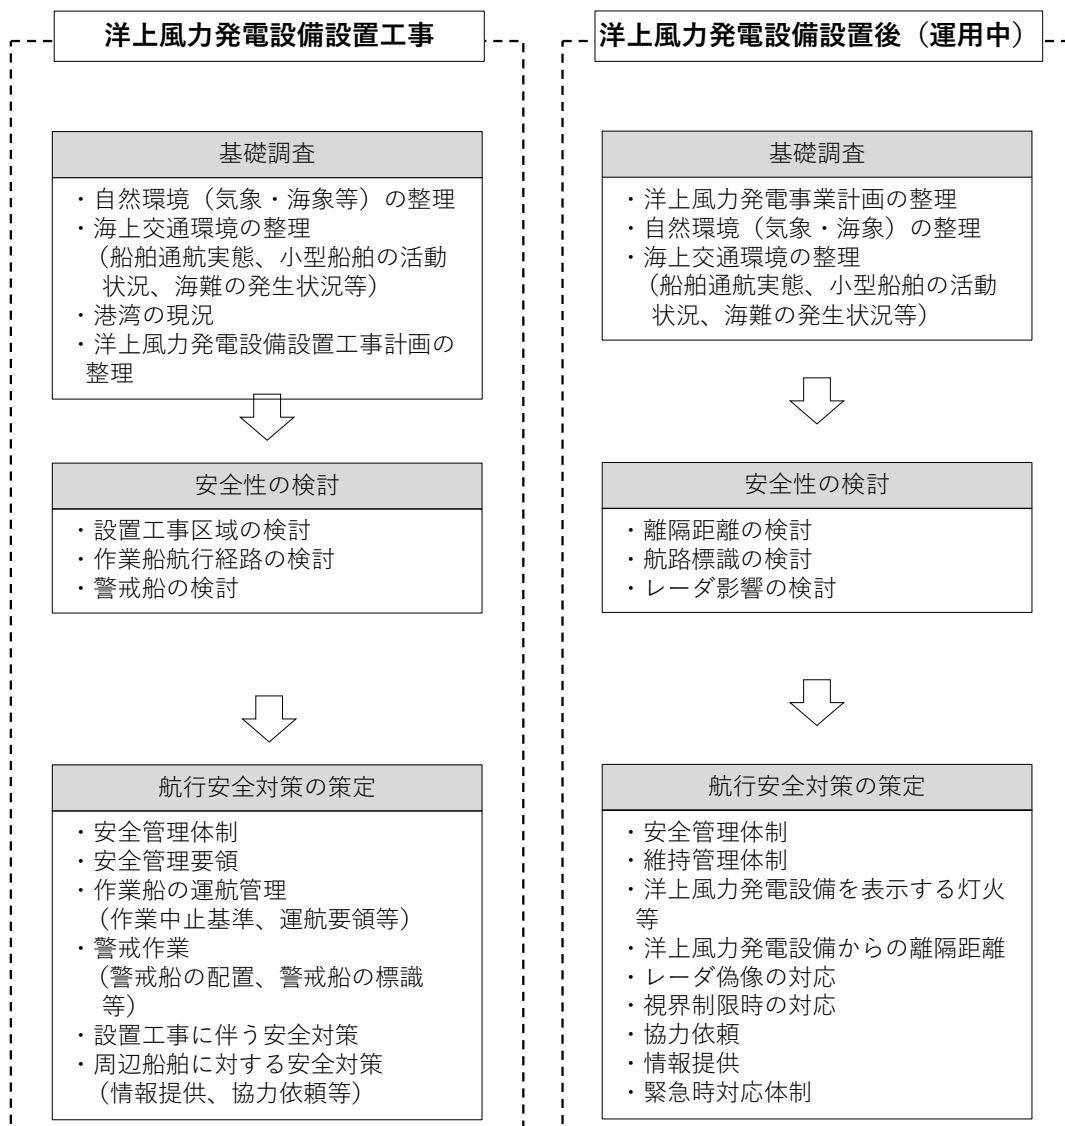 洋上風力発電設備設置工事
基礎調査
・自然環境（気象・海象等）の整理
・海上交通環境の整理
（船舶通航実態、小型船舶の活動
状況、海難の発生状況等）
・港湾の現況
・洋上風力発電設備設置工事計画の
整理
安全性の検討
・設置工事区域の検討
・作業船航行経路の検討
・警戒船の検討
航行安全対策の策定
・安全管理体制
・安全管理要領
・作業船の運航管理
（作業中止基準、運航要領等）
・警戒作業
（警戒船の配置、警戒船の標識
等）
・設置工事に伴う安全対策
・周辺船舶に対する安全対策
（情報提供、協力依頼等）
洋上風力発電設備設置後（運用中）
基礎調査
・洋上風力発電事業計画の整理
・自然環境（気象・海象）の整理
・海上交通環境の整理
（船舶通航実態、小型船舶の活動
状況、海難の発生状況等）
安全性の検討
・離隔距離の検討
・航路標識の検討
・レーダ影響の検討
航行安全対策の策定
・安全管理体制
・維持管理体制
・洋上風力発電設備を表示する灯火
等
・洋上風力発電設備からの離隔距離
・レーダ偽像の対応
・視界制限時の対応
・協力依頼
・情報提供
・緊急時対応体制